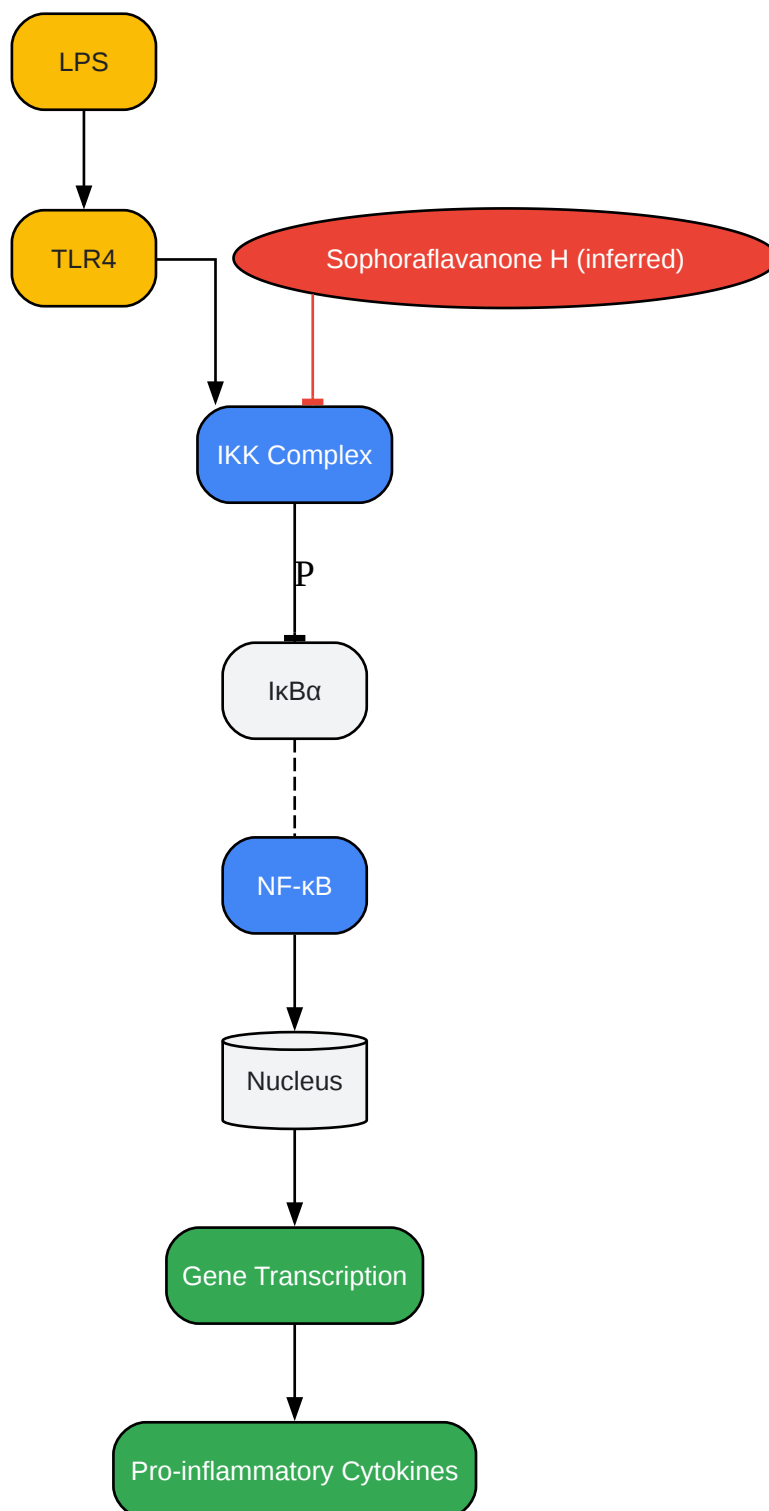 LPS
TLR4
Sophoraflavanone H (inferred)
IKK Complex
P
IκBα
NF-κB
Nucleus
Gene Transcription
Pro-inflammatory Cytokines